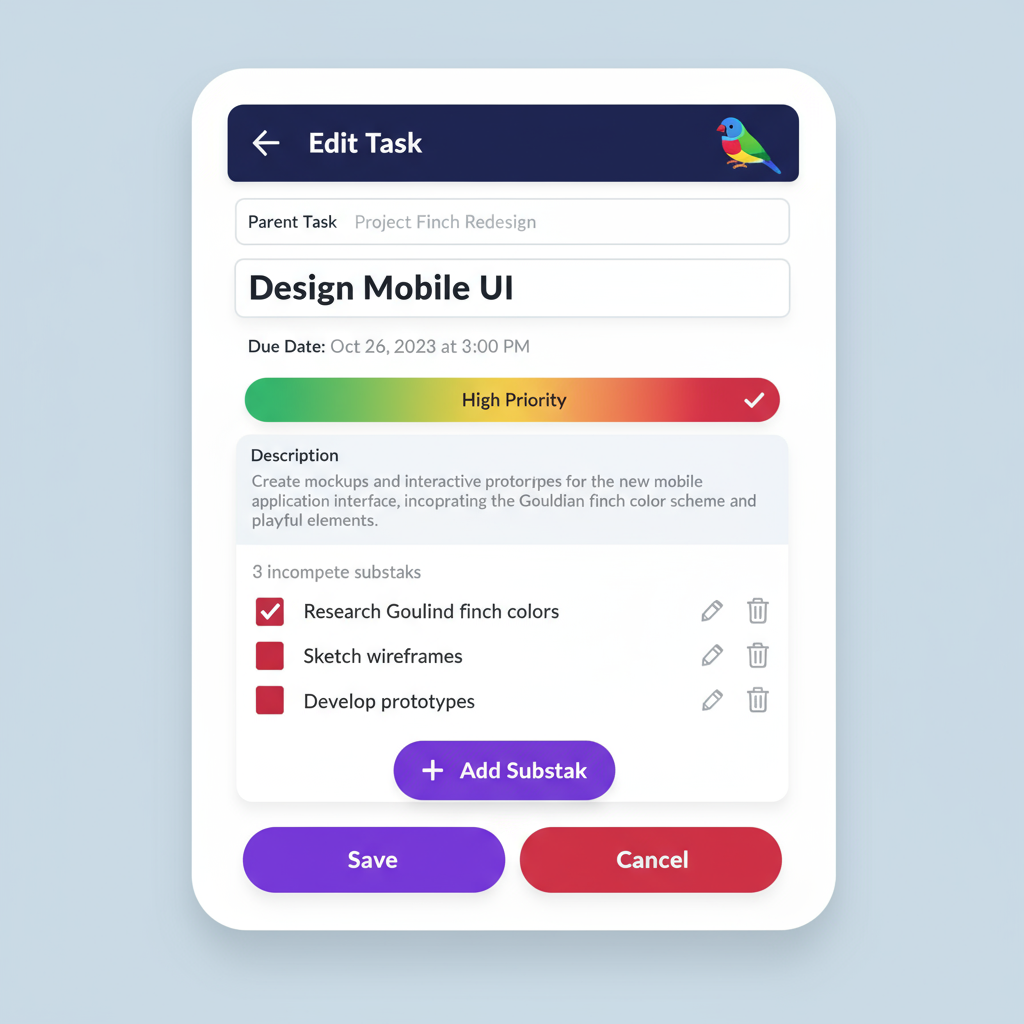 Edit Task
Parent Task Project Finch Redesign
Design Mobile UI
Due Date: Oct 26, 2023 at 3:00 PM
High Priority
Description
Create mockups and interactive protorpes for the new mobile
application interface, incoprating the Gouldian finch color scheme and
playful elements.
3 incompete substaks
Research Goulind finch colors
Sketch wireframes
Develop prototypes
+ Add Substak
Save
Cancel